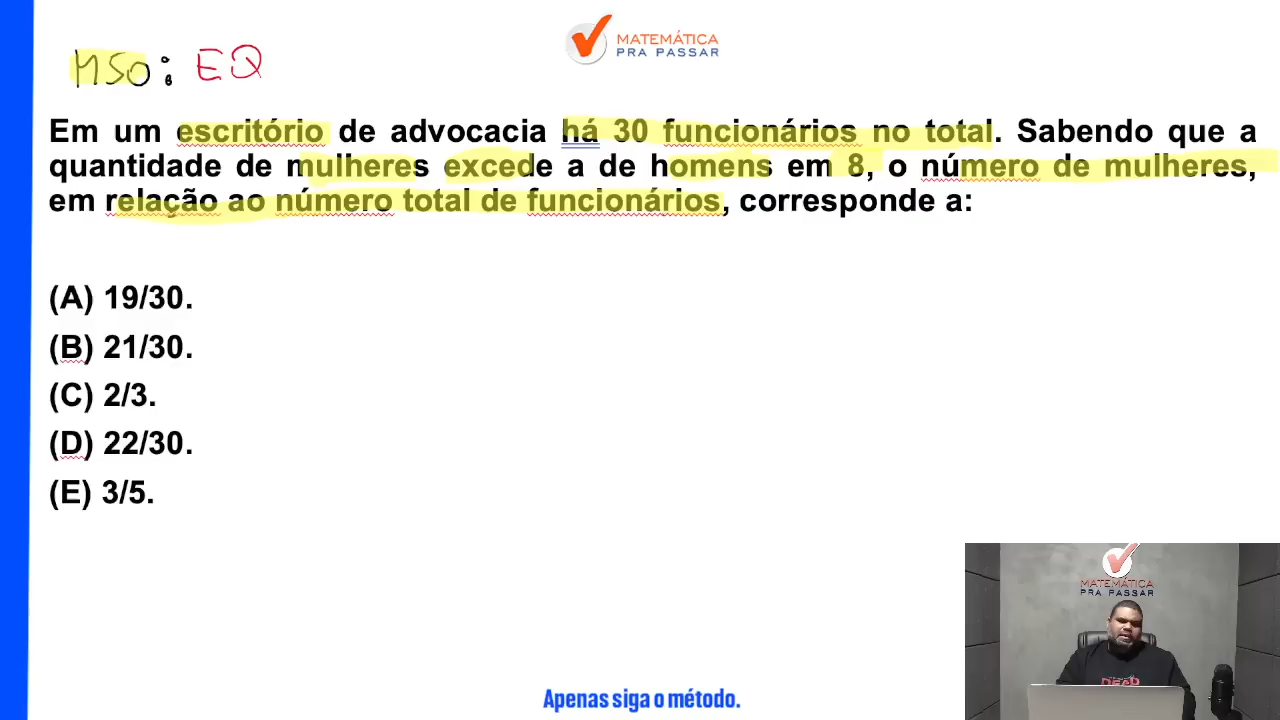 MATEMÁTICA
PRA PASSAR
MSO: EQ
Em um escritório de advocacia há 30 funcionários no total. Sabendo que a
quantidade de mulheres excede a de homens em 8, o número de mulheres,
em relação ao número total de funcionários, corresponde a:
(A) 19/30.
(B) 21/30.
(C) 2/3.
(D) 22/30.
(E) 3/5.
MATEMÁTICA
PRA PASSAR
Apenas siga o método.